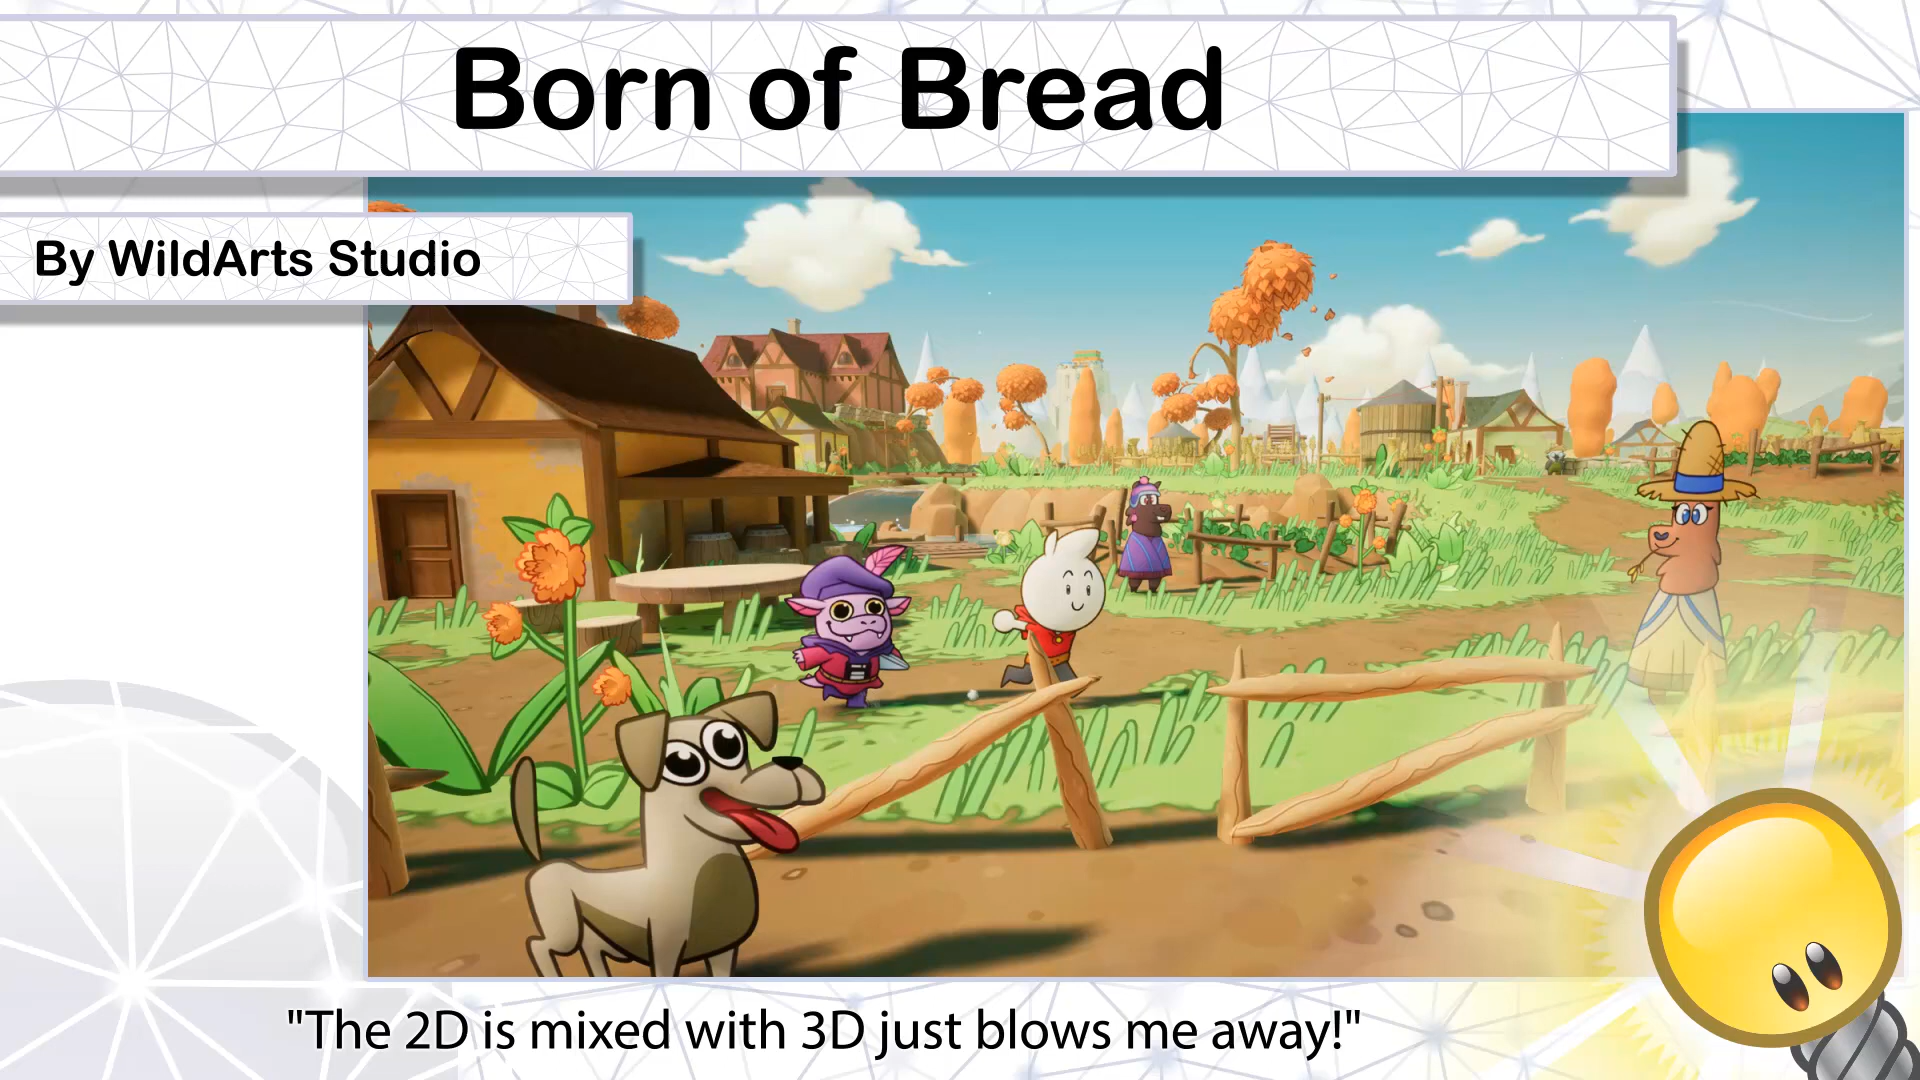 Born of Bread
By WildArts Studio
"The 2D is mixed with 3D just blows me away!"